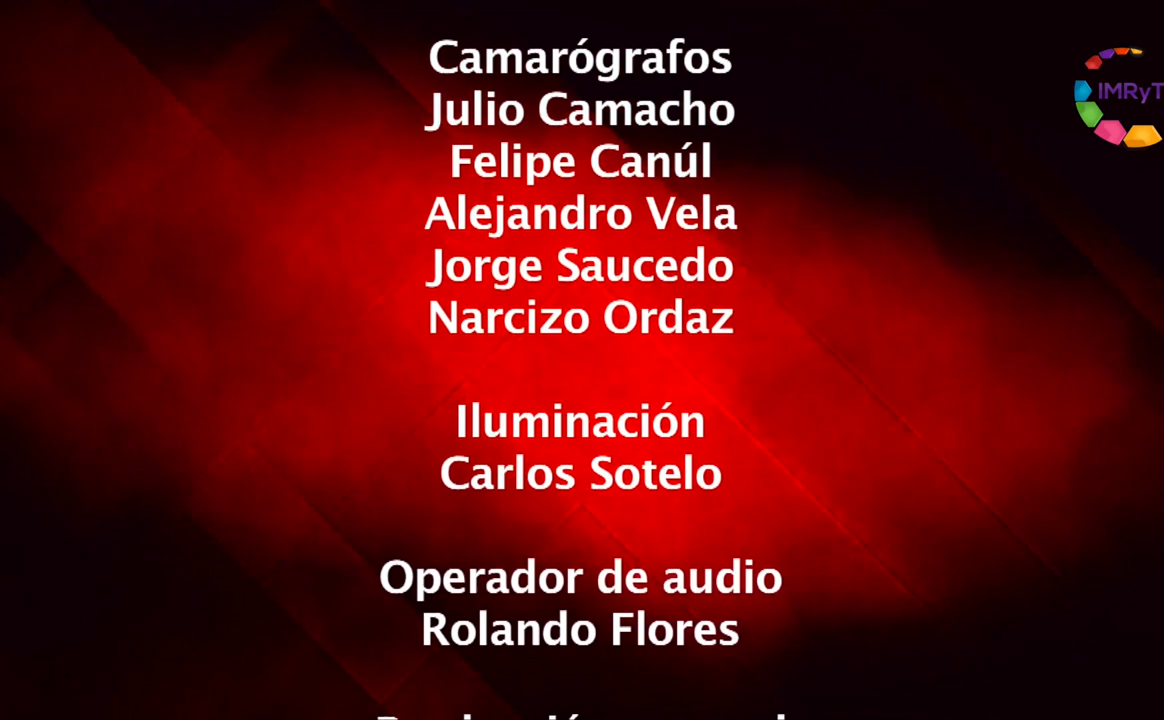 Camarógrafos
Julio Camacho
Felipe Canúl
Alejandro Vela
Jorge Saucedo
Narcizo Ordaz
Iluminación
Carlos Sotelo
Operador de audio
Rolando Flores
IMRyT